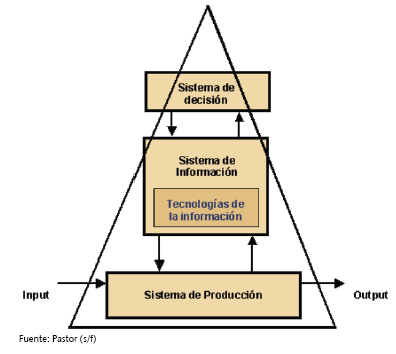 Sistema de
decisión
Sistema de
Información
Tecnologías de
la información
Input
Sistema de Producción
Output
Fuente: Pastor (s/f)